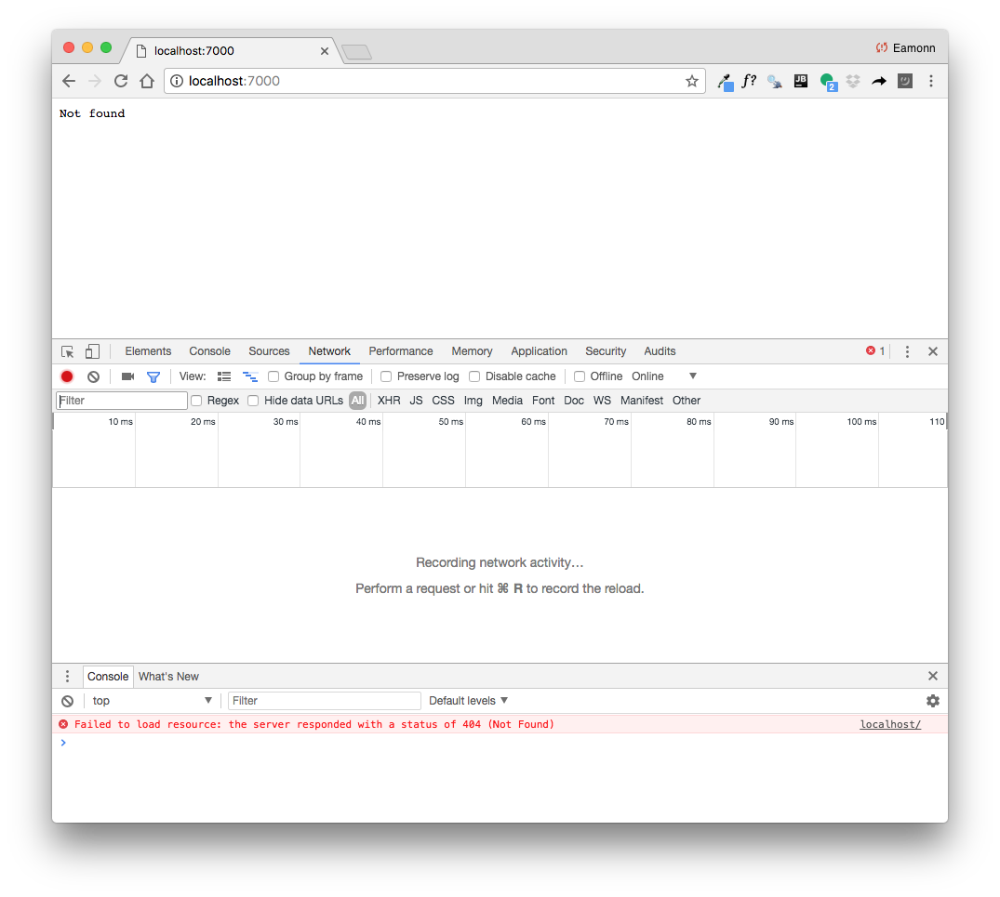 localhost:7000
Eamonn
localhost:7000
f?
JB
2
Not found
Elements Console Sources Network Performance Memory Application Security Audits 1
View: Group by frame Preserve log Disable cache Offline Online
Filter Regex Hide data URLs All XHR JS CSS Img Media Font Doc WS Manifest Other
10 ms 20 ms 30 ms 40 ms 50 ms 60 ms 70 ms 80 ms 90 ms 100 ms 110
Recording network activity…
Perform a request or hit ⌘ R to record the reload.
Console What's New
top Filter Default levels
Failed to load resource: the server responded with a status of 404 (Not Found) localhost/